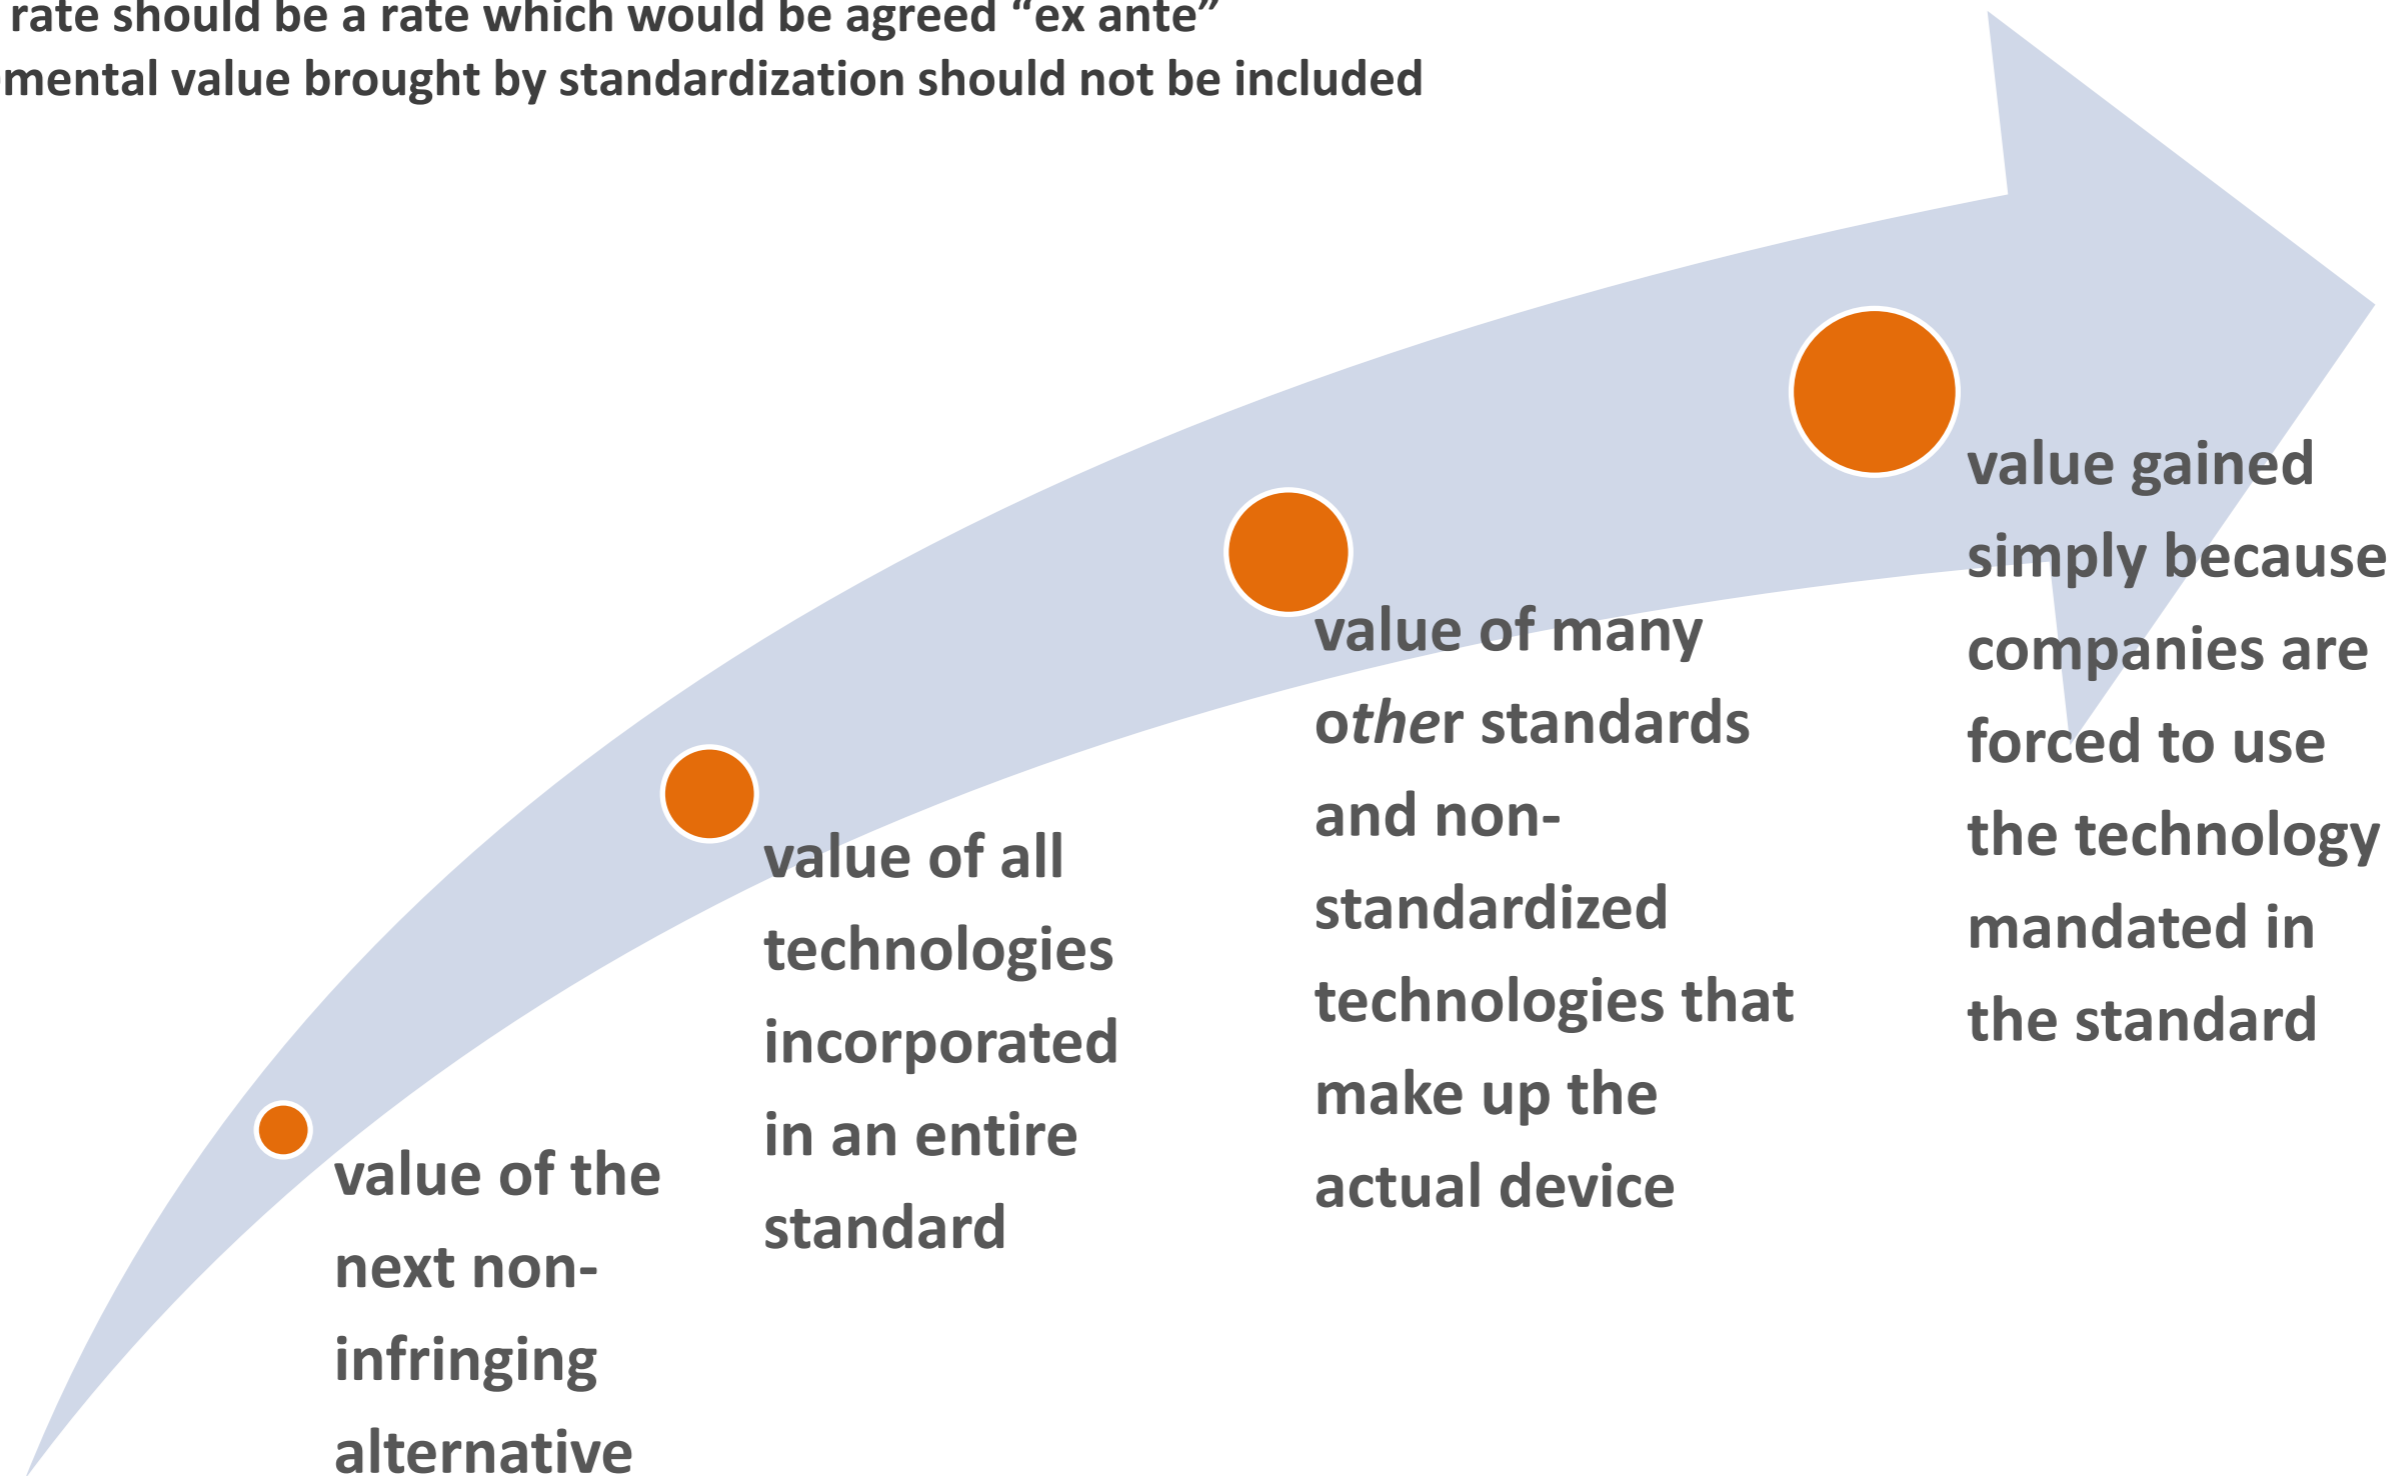 rate should be a rate which would be agreed “ex ante”
mental value brought by standardization should not be included
value gained
simply because
companies are
forced to use
the technology
mandated in
the standard
value of many
other standards
and non-
standardized
technologies that
make up the
actual device
value of all
technologies
incorporated
in an entire
standard
value of the
next non-
infringing
alternative